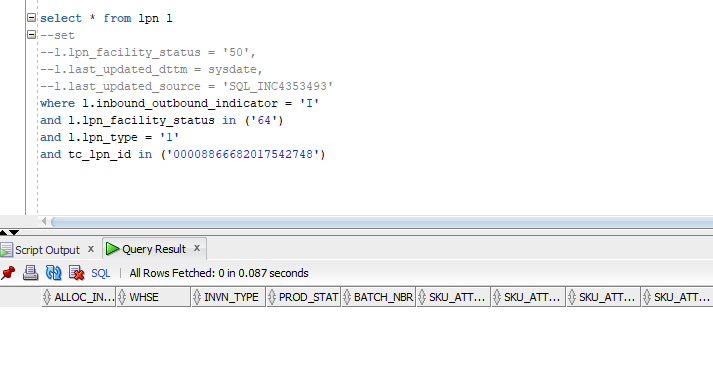 select * from lpn l
--set
--l.lpn_facility_status = '50',
--l.last_updated_dttm = sysdate,
--l.last_updated_source = 'SQL_INC4353493'
where l.inbound_outbound_indicator = 'I'
and l.lpn_facility_status in ('64')
and l.lpn_type = '1'
and tc_lpn_id in ('00008866682017542748')
Script Output x Query Result x
SQL | All Rows Fetched: 0 in 0.087 seconds
ALLOC_IN... WHSE INVN_TYPE PROD_STAT BATCH_NBR SKU_ATT... SKU_ATT... SKU_ATT... SKU_ATT...